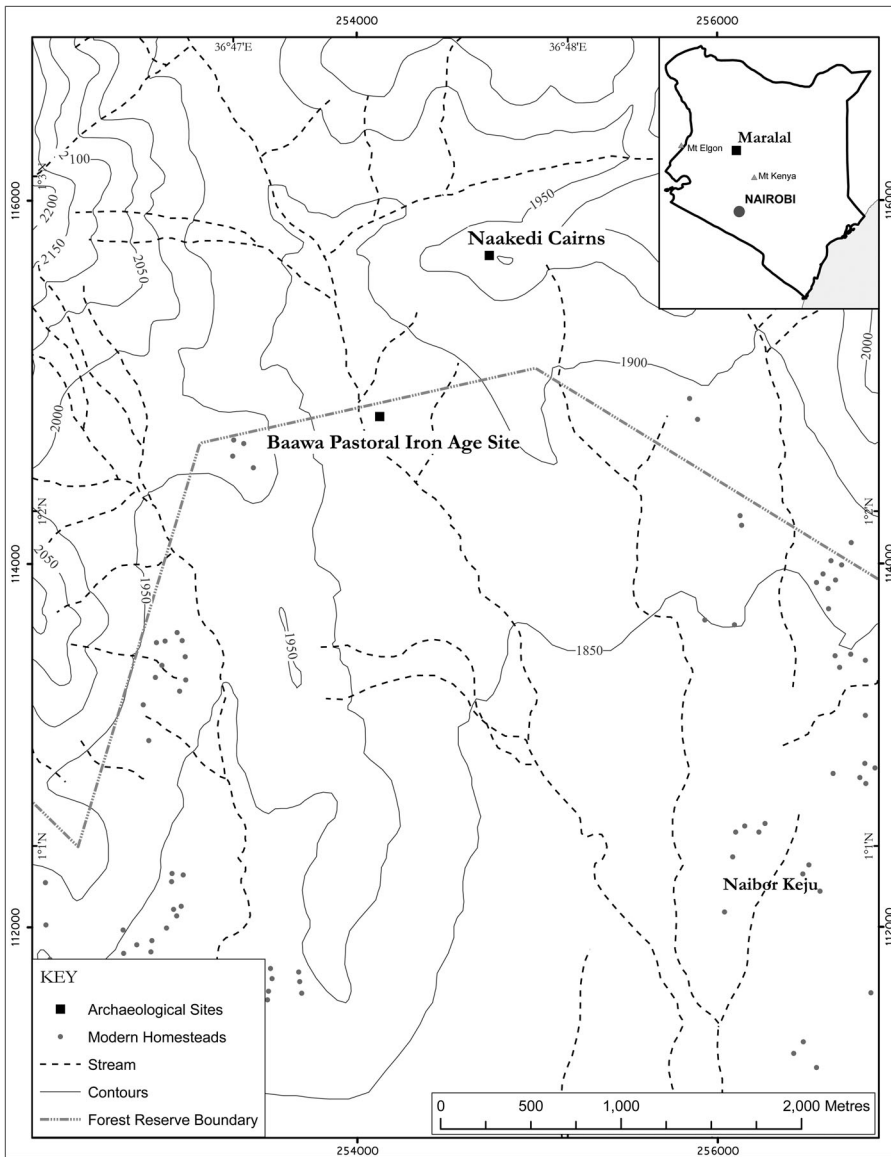 254000
256000
36°47'E
36°48'E
Maralal
Mt Elgon
Mt Kenya
NAIROBI
2100
1°3'N
116000
116000
2200
2150
2050
1950
Naakedi Cairns
2000
1900
2000
Baawa Pastoral Iron Age Site
1°2'N
1°2'N
114000
114000
2050
1950
1950
1850
1°1'N
1°1'N
Naibor Keju
112000
112000
KEY
Archaeological Sites
Modern Homesteads
Stream
Contours
Forest Reserve Boundary
0 500 1,000 2,000 Metres
254000
256000